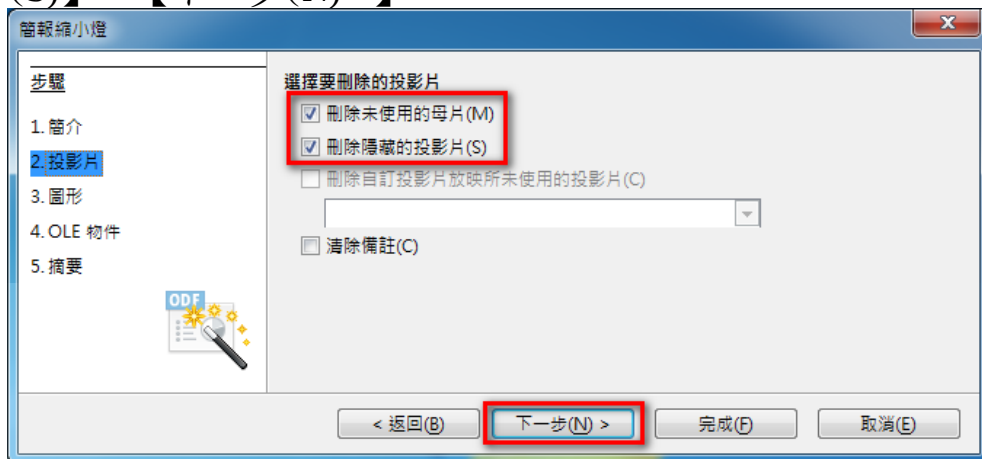 (S)】
簡報縮小燈
步驟
1. 簡介
2. 投影片
3. 圖形
4. OLE 物件
5. 摘要
ODF
選擇要刪除的投影片
刪除未使用的母片(M)
刪除隱藏的投影片(S)
刪除自訂投影片放映所未使用的投影片(C)
清除備註(C)
< 返回(B)
下一步(N) >
完成(F)
取消(E)